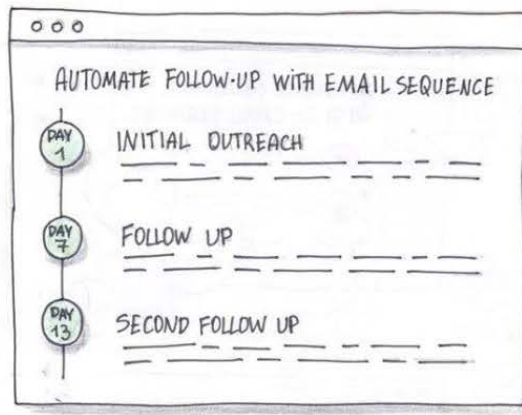 AUTOMATE FOLLOW-UP WITH EMAIL SEQUENCE
DAY
1
INITIAL OUTREACH
DAY
7
FOLLOW UP
DAY
13
SECOND FOLLOW UP